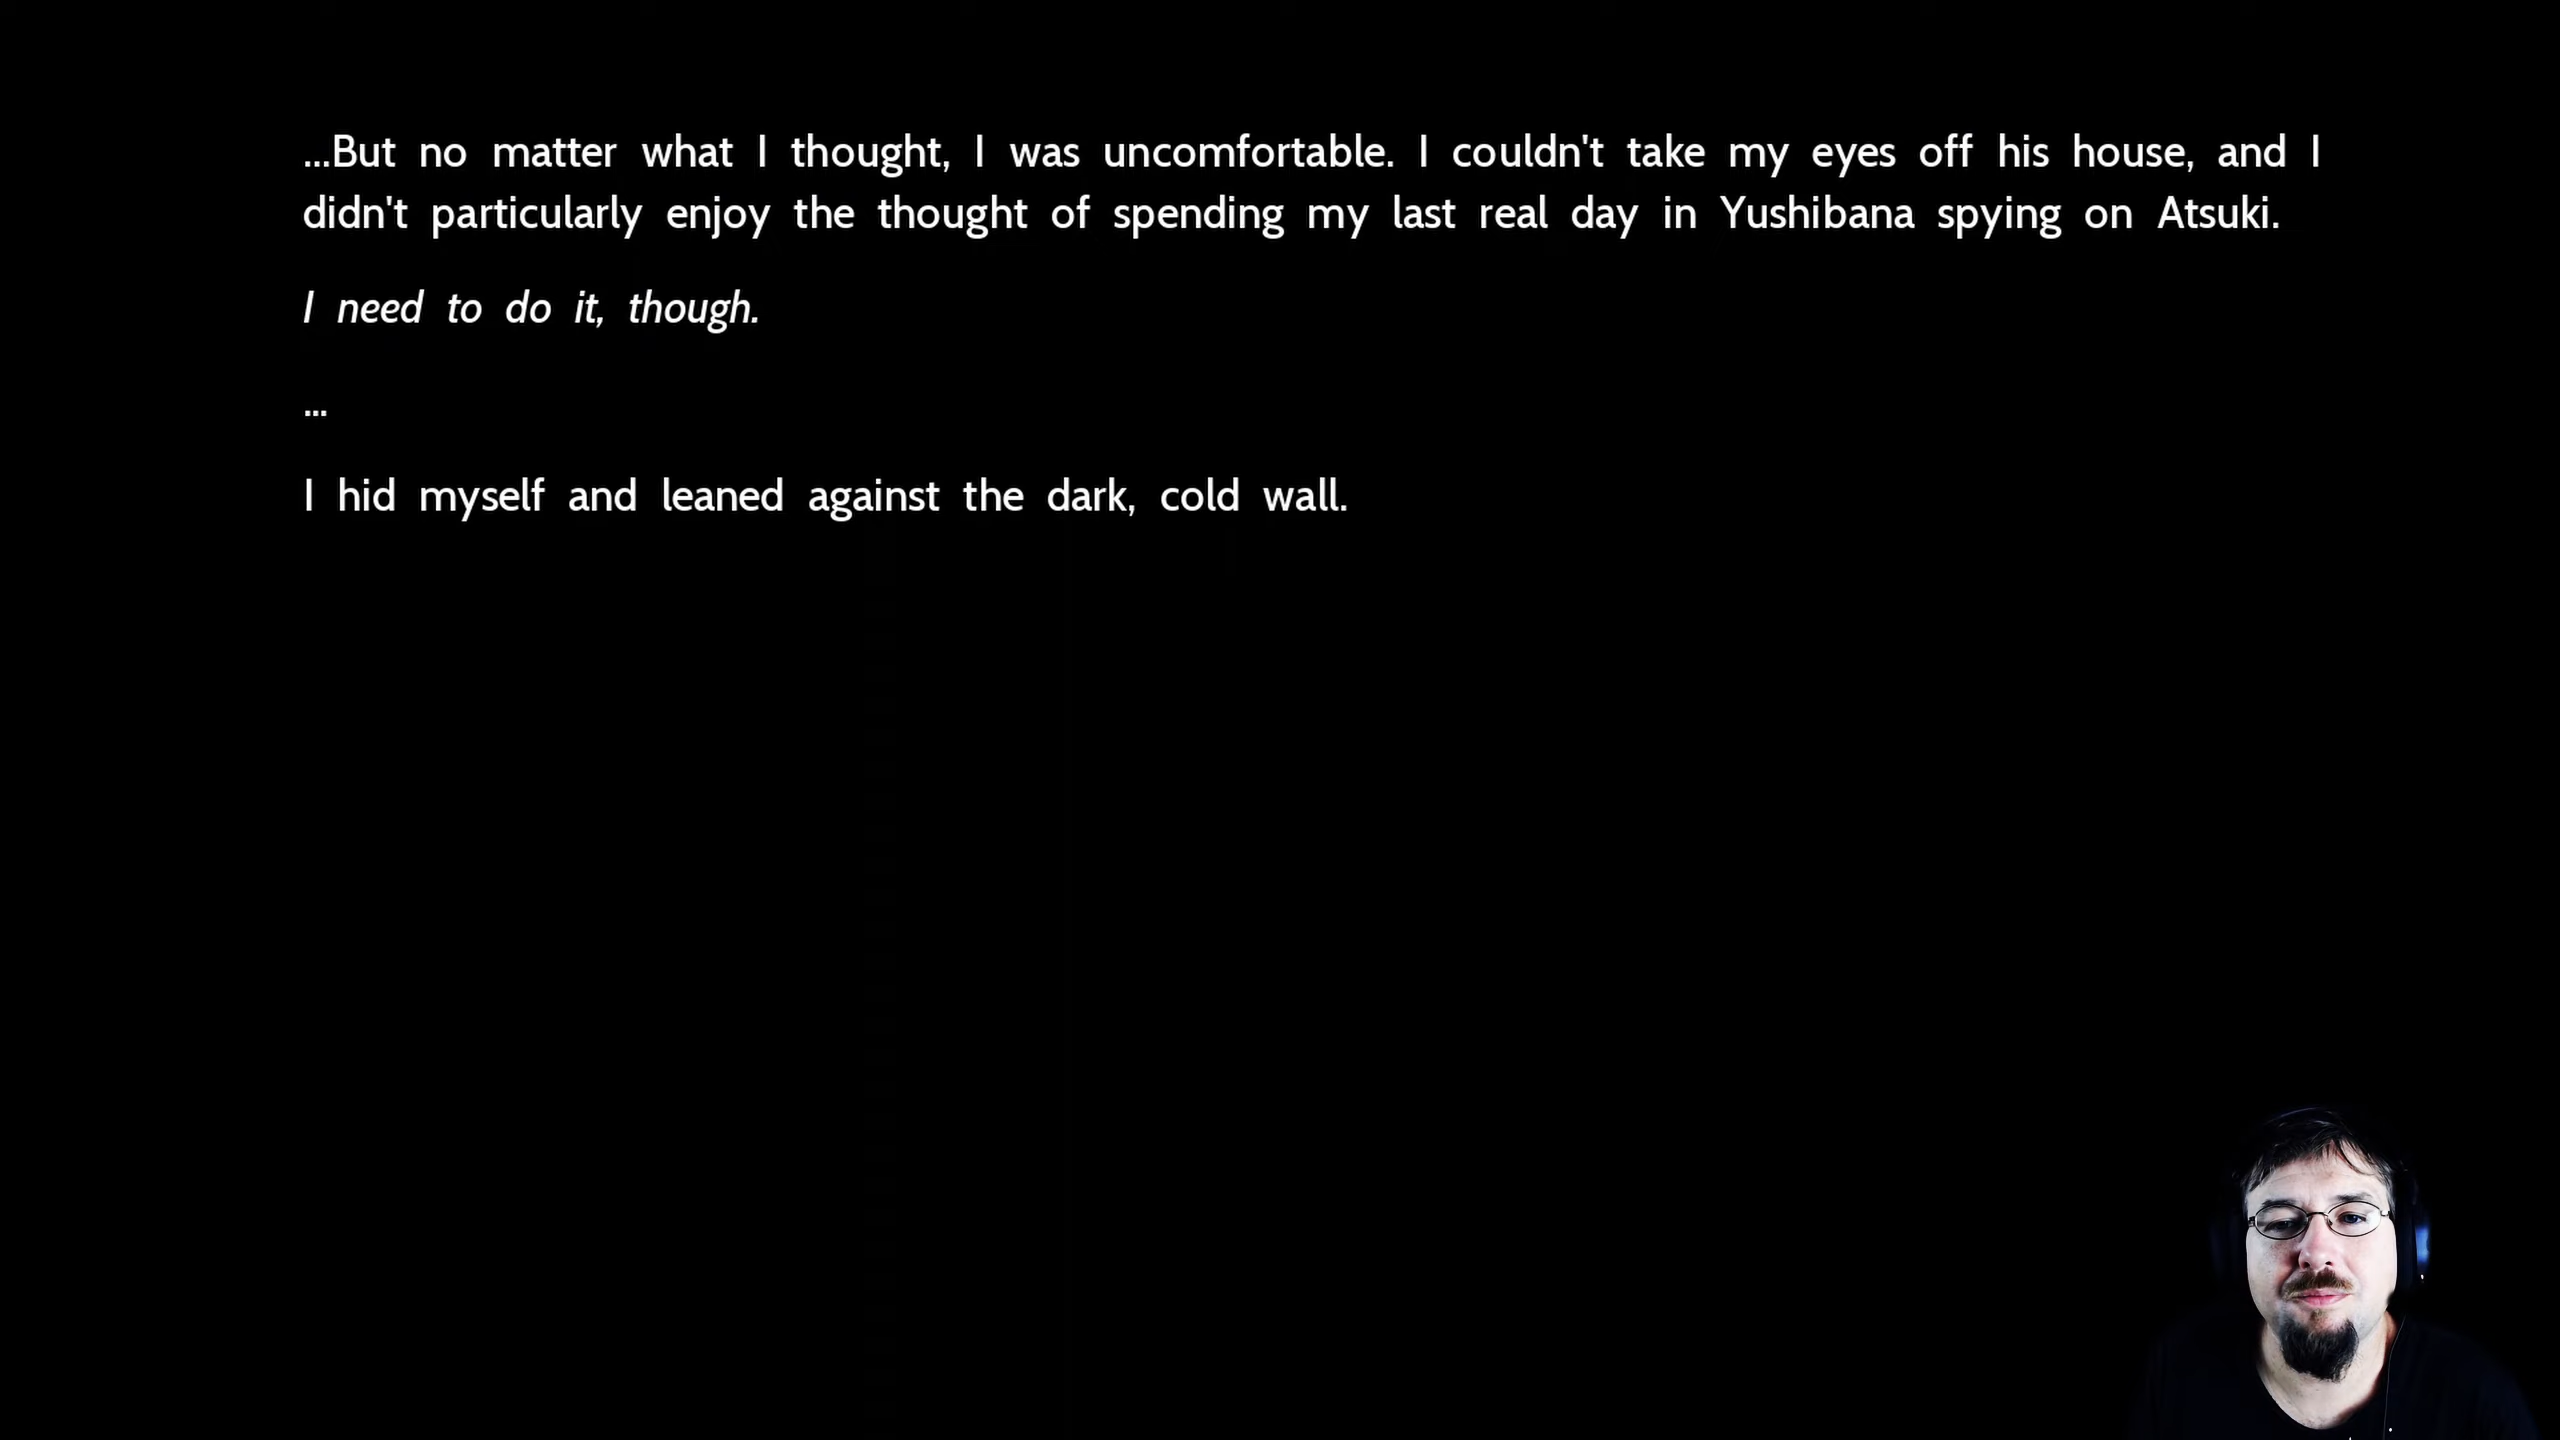 ...But no matter what I thought, I was uncomfortable. I couldn't take my eyes off his house, and I
didn't particularly enjoy the thought of spending my last real day in Yushibana spying on Atsuki.
I need to do it, though.
...
I hid myself and leaned against the dark, cold wall.